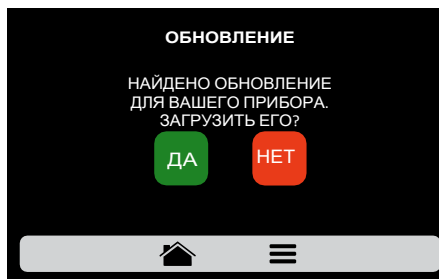 ОБНОВЛЕНИЕ
НАЙДЕНО ОБНОВЛЕНИЕ
ДЛЯ ВАШЕГО ПРИБОРА.
ЗАГРУЗИТЬ ЕГО?
ДА НЕТ